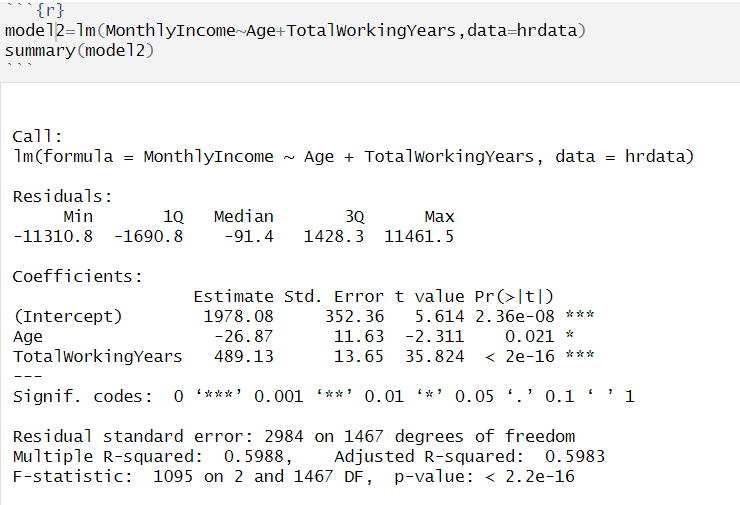 ```{r}
model2=lm(MonthlyIncome~Age+TotalWorkingYears,data=hrdata)
summary(model2)
```
Call:
lm(formula = MonthlyIncome ~ Age + TotalWorkingYears, data = hrdata)
Residuals:
     Min       1Q   Median       3Q      Max
-11310.8  -1690.8    -91.4   1428.3  11461.5
Coefficients:
                  Estimate Std. Error t value Pr(>|t|)
(Intercept)        1978.08     352.36   5.614 2.36e-08 ***
Age                 -26.87      11.63  -2.311    0.021 *
TotalWorkingYears   489.13      13.65  35.824  < 2e-16 ***
---
Signif. codes:  0 ‘***’ 0.001 ‘**’ 0.01 ‘*’ 0.05 ‘.’ 0.1 ‘ ’ 1
Residual standard error: 2984 on 1467 degrees of freedom
Multiple R-squared:  0.5988,    Adjusted R-squared:  0.5983
F-statistic:  1095 on 2 and 1467 DF,  p-value: < 2.2e-16